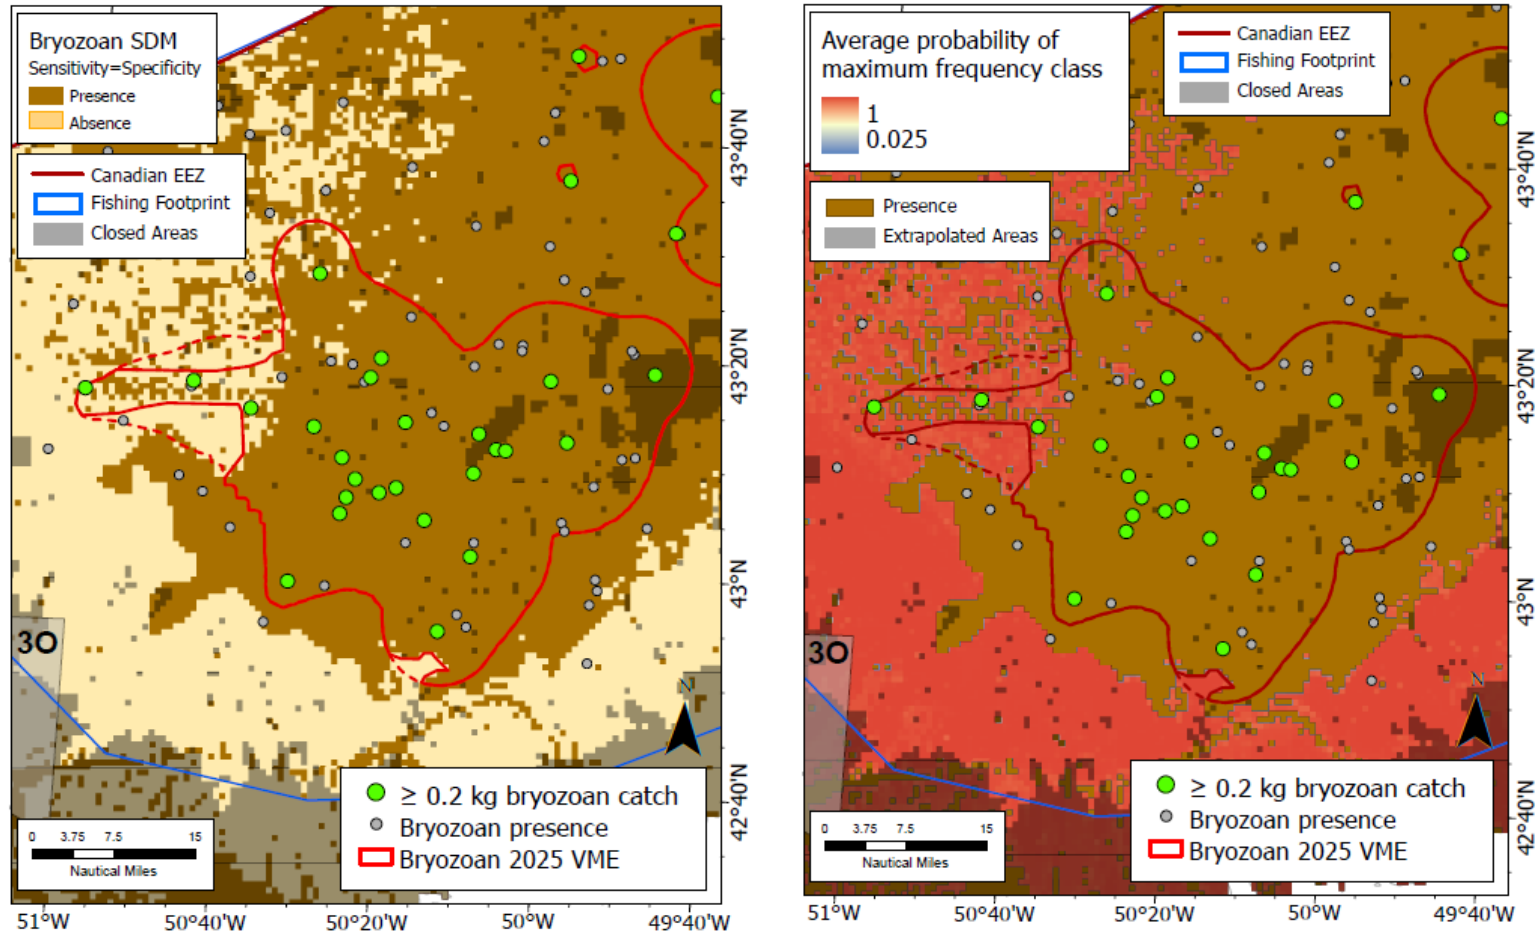 Bryozoan SDM
Sensitivity=Specificity
Presence
Absence
Canadian EEZ
Fishing Footprint
Closed Areas
43°40'N
43°20'N
43°N
42°40'N
3O
N
≥ 0.2 kg bryozoan catch
Bryozoan presence
Bryozoan 2025 VME
0 3.75 7.5 15
Nautical Miles
51°W 50°40'W 50°20'W 50°W 49°40'W
Average probability of
maximum frequency class
1
0.025
Presence
Extrapolated Areas
Canadian EEZ
Fishing Footprint
Closed Areas
43°40'N
43°20'N
43°N
42°40'N
3O
N
≥ 0.2 kg bryozoan catch
Bryozoan presence
Bryozoan 2025 VME
0 3.75 7.5 15
Nautical Miles
51°W 50°40'W 50°20'W 50°W 49°40'W